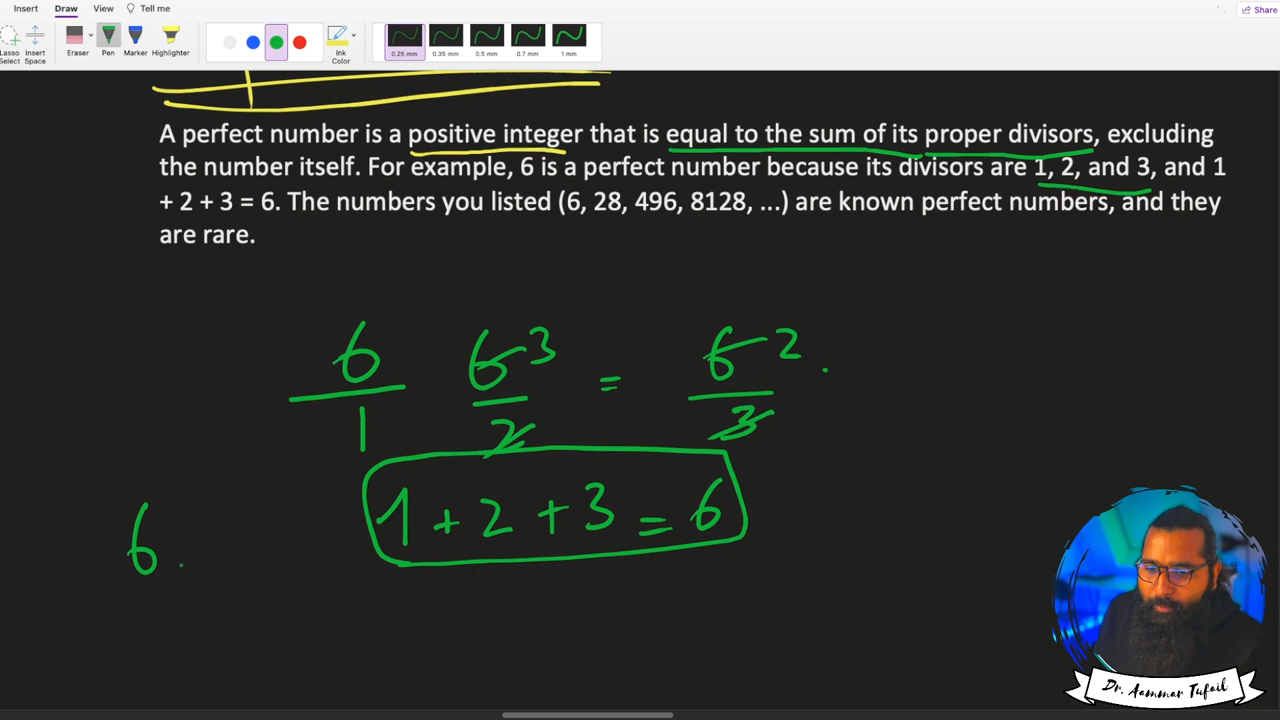 Insert Draw View Tell me Share
Lasso Select Insert Space Eraser Pen Marker Highlighter Ink Color 0.25 mm 0.35 mm 0.5 mm 0.7 mm 1 mm
A perfect number is a positive integer that is equal to the sum of its proper divisors, excluding
the number itself. For example, 6 is a perfect number because its divisors are 1, 2, and 3, and 1
+ 2 + 3 = 6. The numbers you listed (6, 28, 496, 8128, ...) are known perfect numbers, and they
are rare.
6 6 3 = 6 2 .
1 2 3
1 + 2 + 3 = 6
6 .
Dr. Aammar Tufail